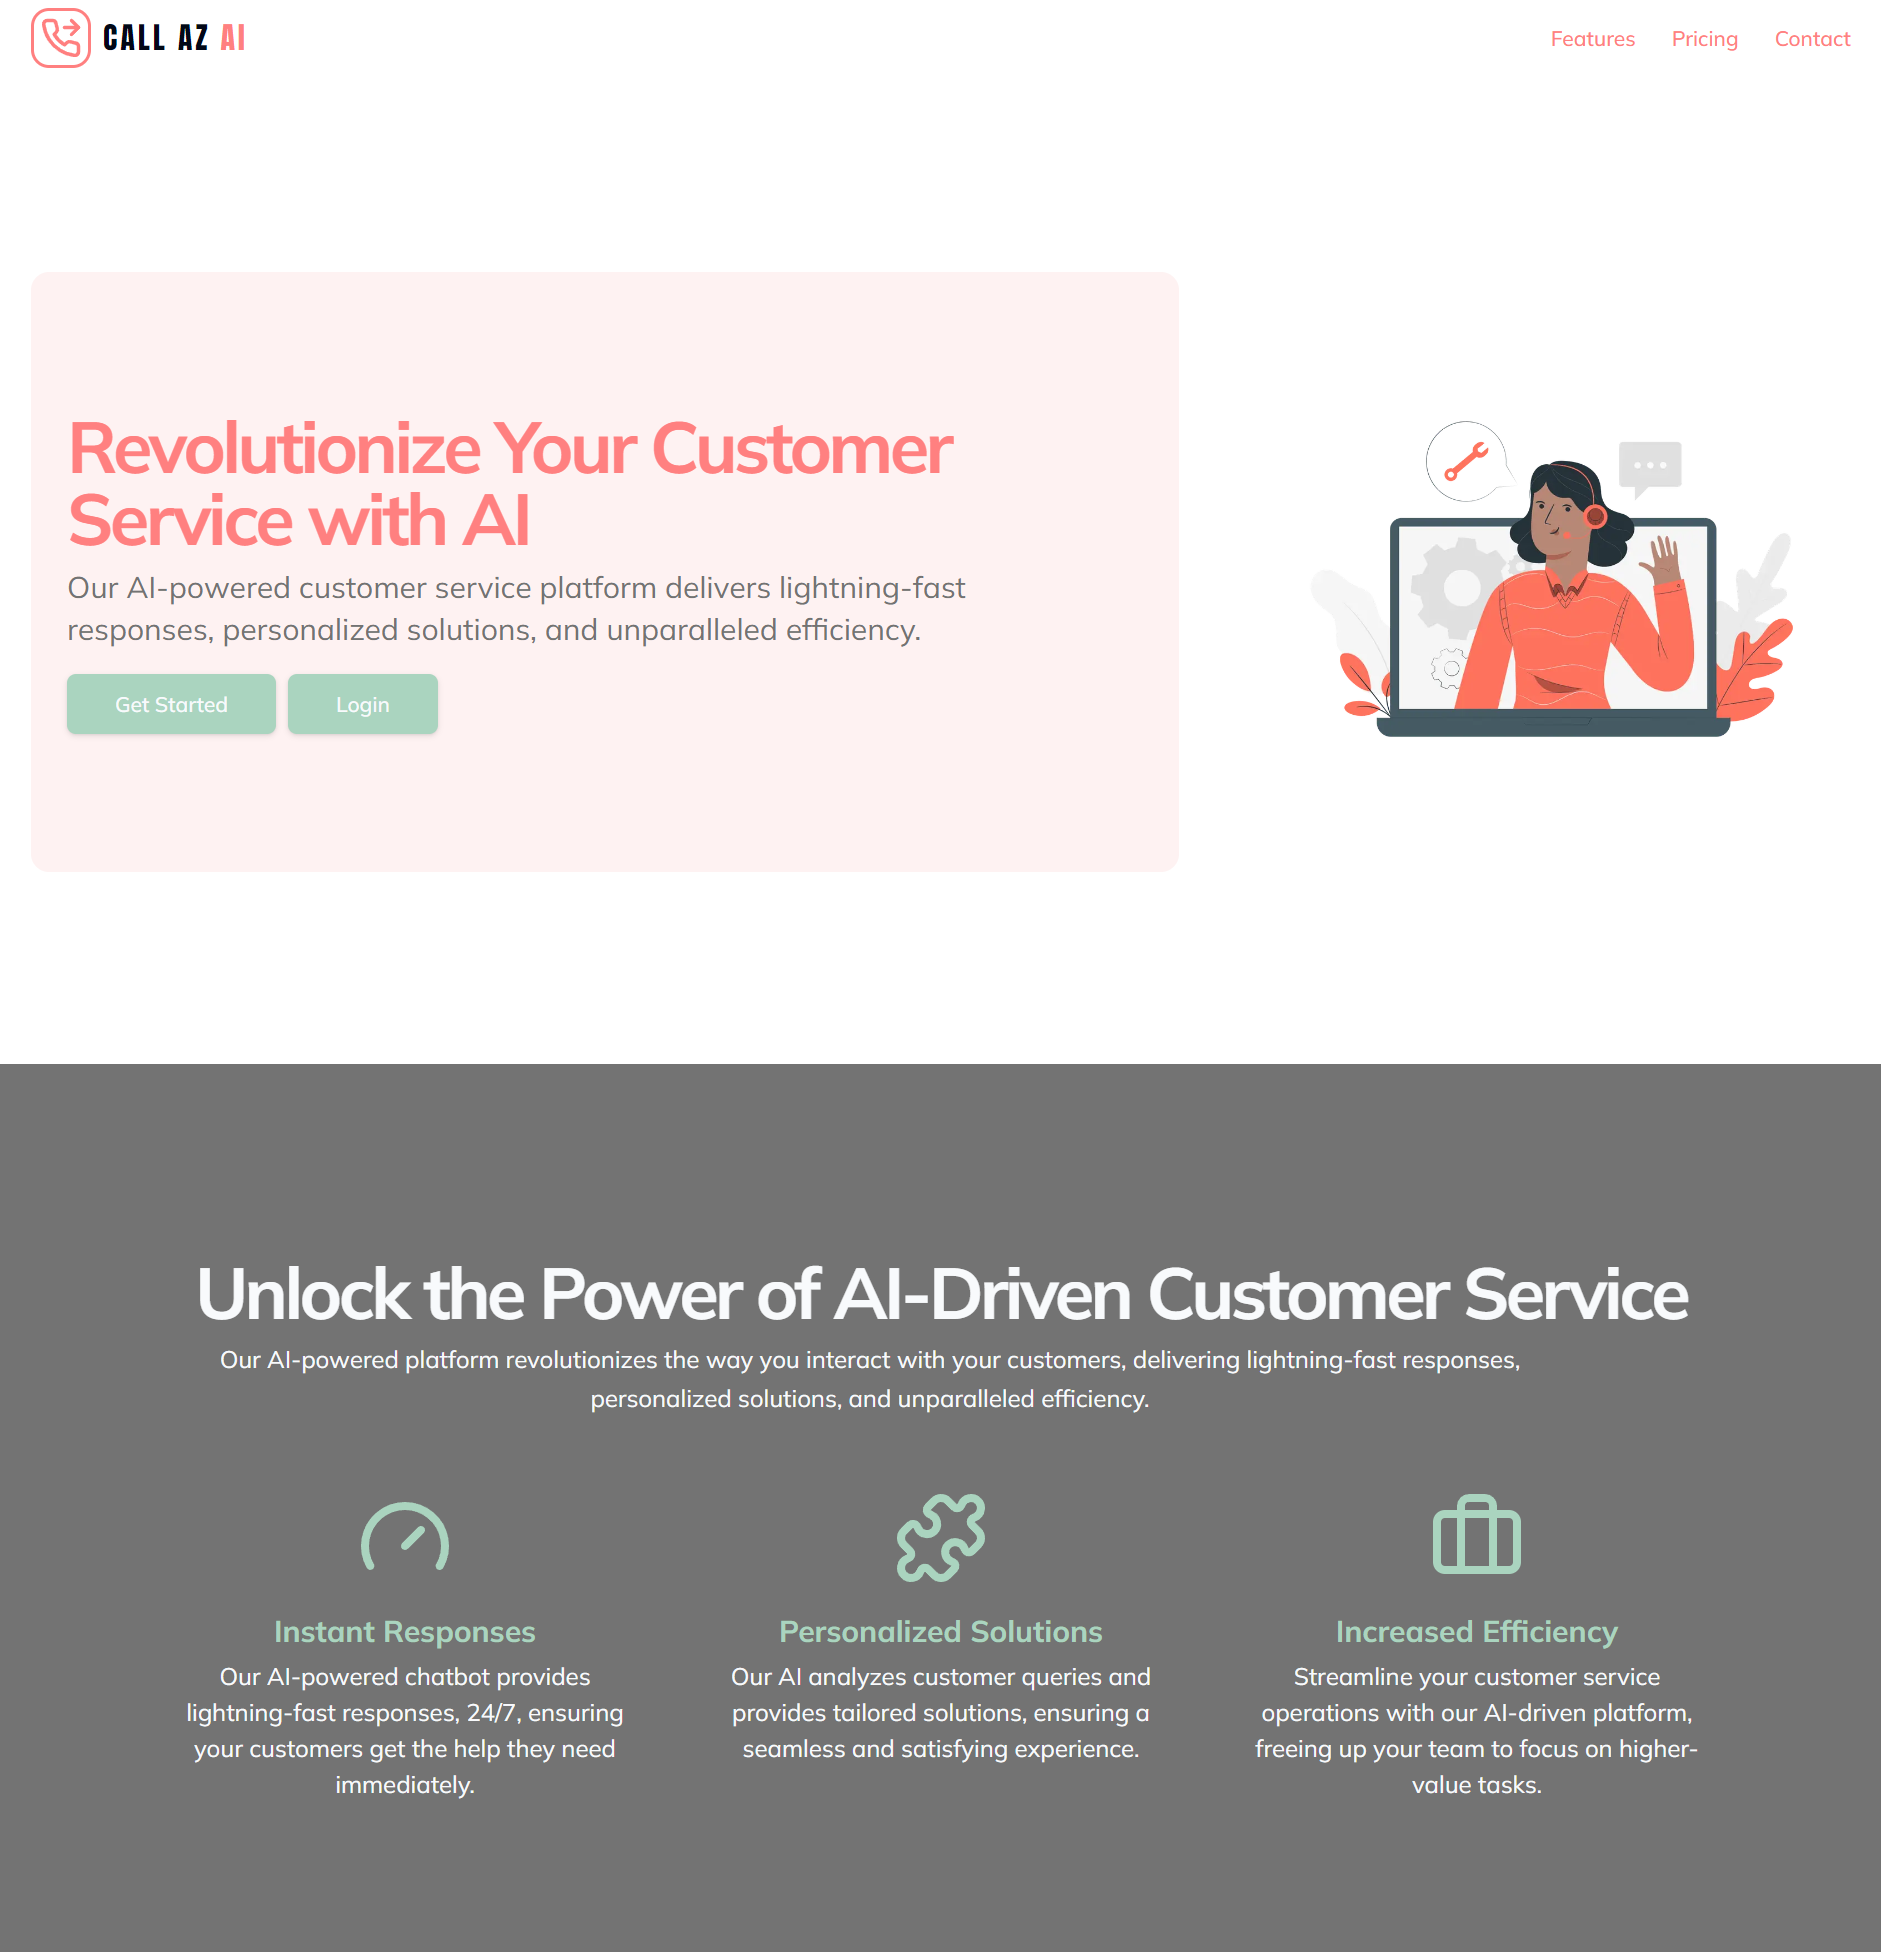 CALL AZ AI
Features
Pricing
Contact
Revolutionize Your Customer
Service with AI
Our AI-powered customer service platform delivers lightning-fast
responses, personalized solutions, and unparalleled efficiency.
Get Started
Login
Unlock the Power of AI-Driven Customer Service
Our AI-powered platform revolutionizes the way you interact with your customers, delivering lightning-fast responses,
personalized solutions, and unparalleled efficiency.
Instant Responses
Our AI-powered chatbot provides
lightning-fast responses, 24/7, ensuring
your customers get the help they need
immediately.
Personalized Solutions
Our AI analyzes customer queries and
provides tailored solutions, ensuring a
seamless and satisfying experience.
Increased Efficiency
Streamline your customer service
operations with our AI-driven platform,
freeing up your team to focus on higher-
value tasks.